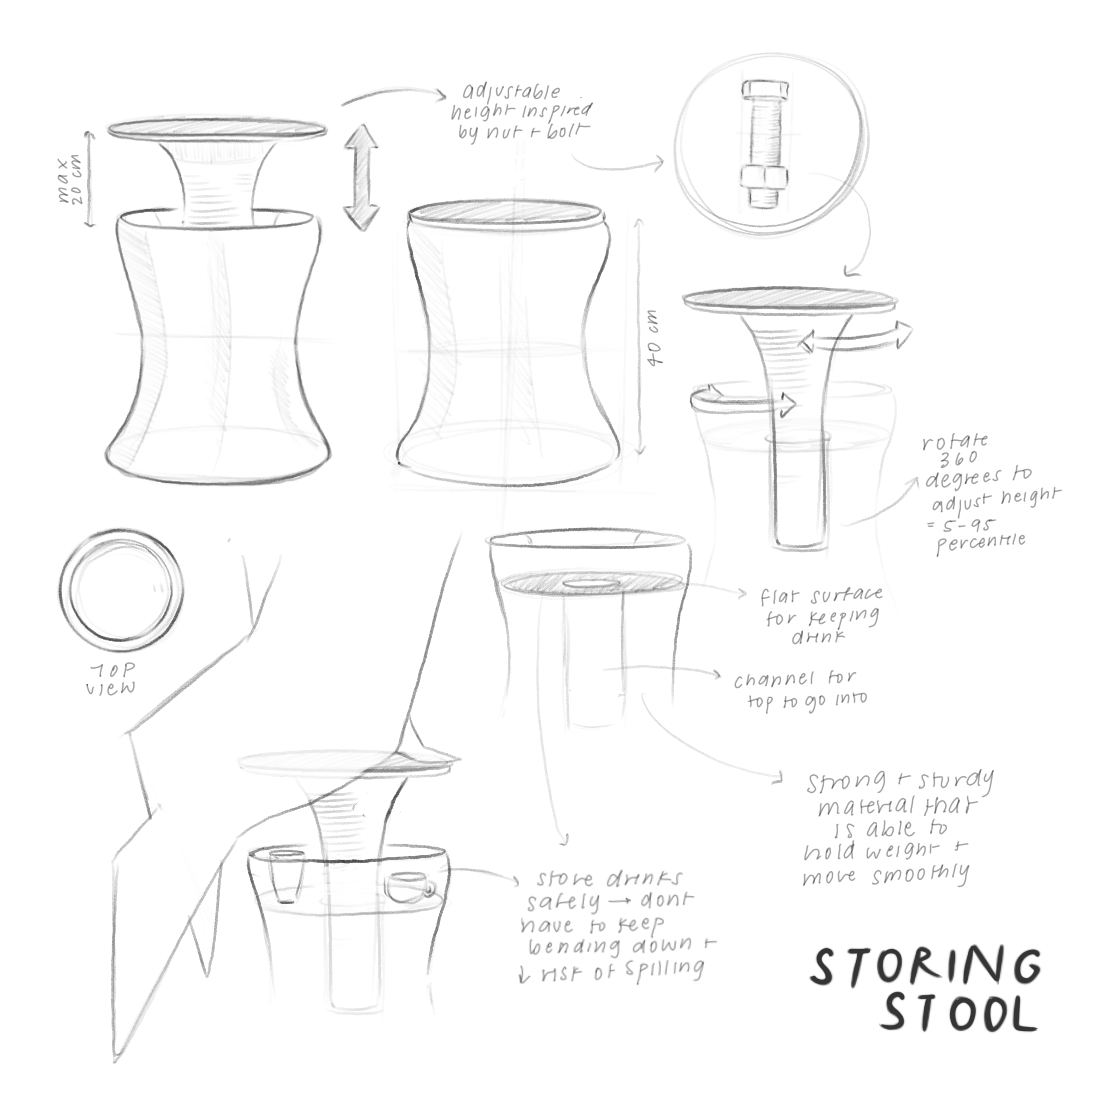 adjustable
height inspired
by nut + bolt
max
20 cm
40 cm
rotate
360
degrees to
adjust height
= 5-95
percentile
TOP
VIEW
flat surface
for keeping
drink
channel for
top to go into
strong + sturdy
material that
is able to
hold weight +
move smoothly
store drinks
safely → dont
have to keep
bending down +
↓ risk of spilling
STORING
STOOL